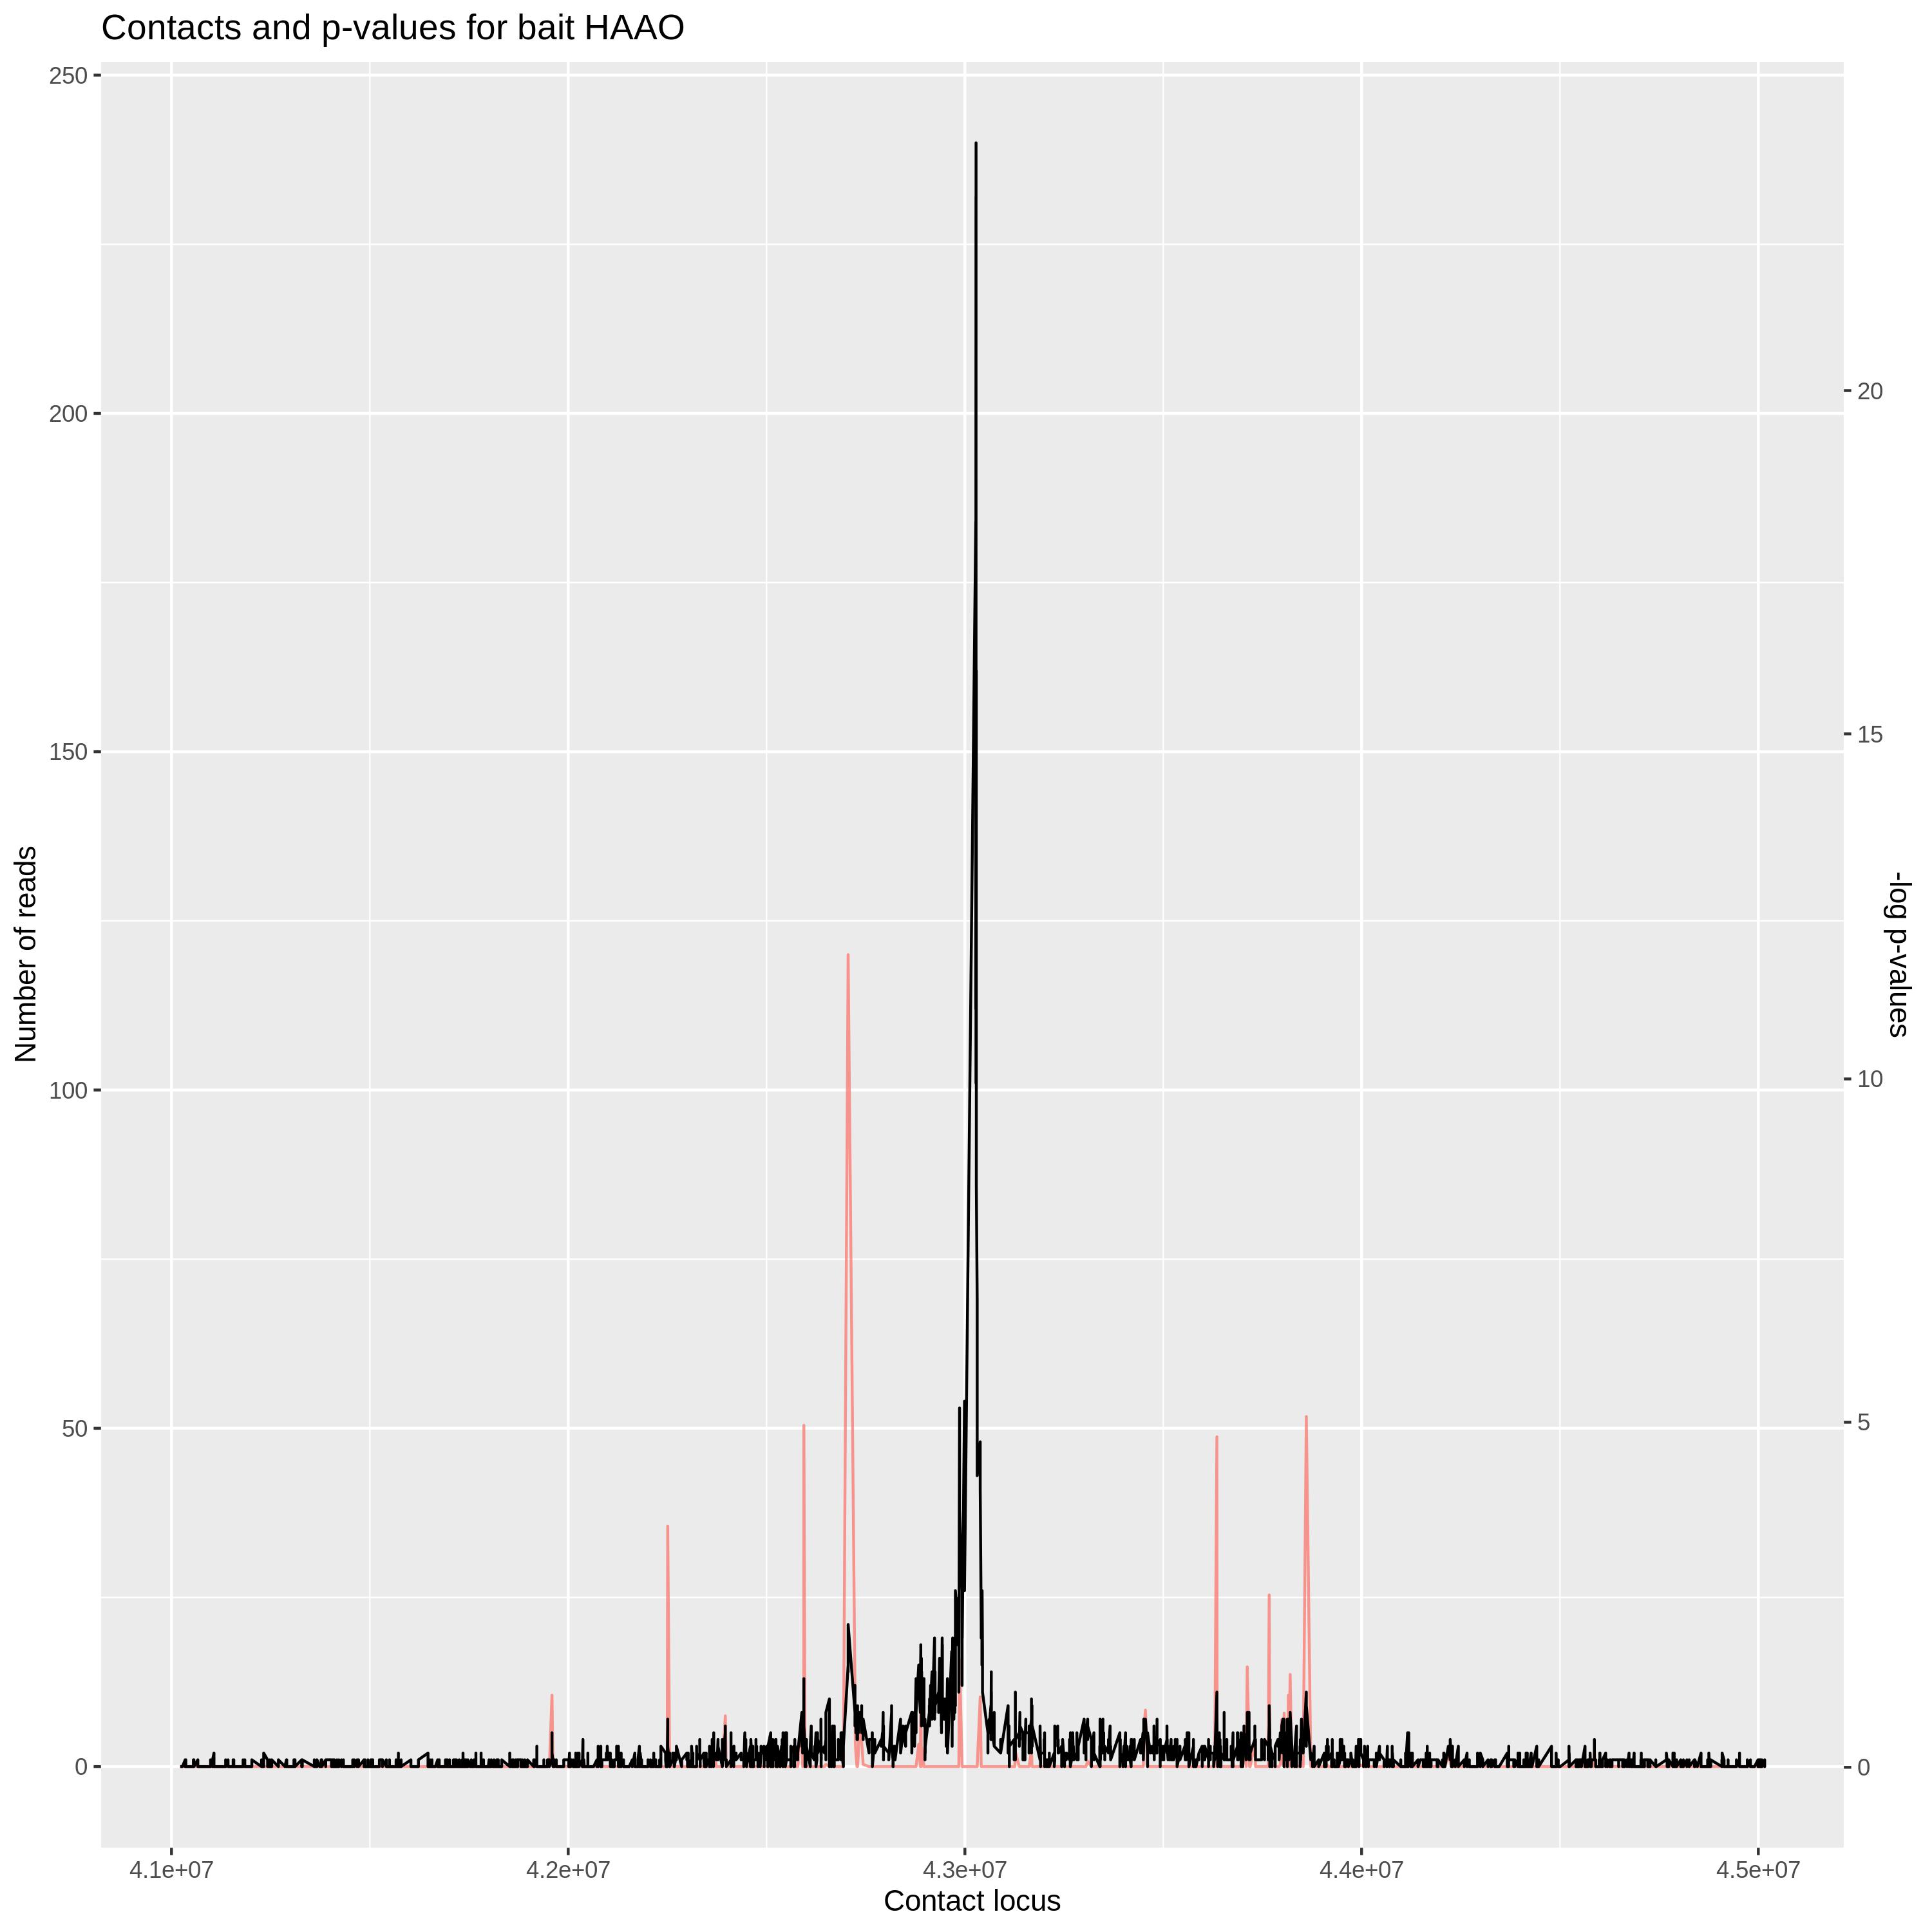 Contacts and p-values for bait HAAO
250
200
150
100
50
0
Number of reads
20
15
10
5
0
-log p-values
4.1e+07 4.2e+07 4.3e+07 4.4e+07 4.5e+07
Contact locus